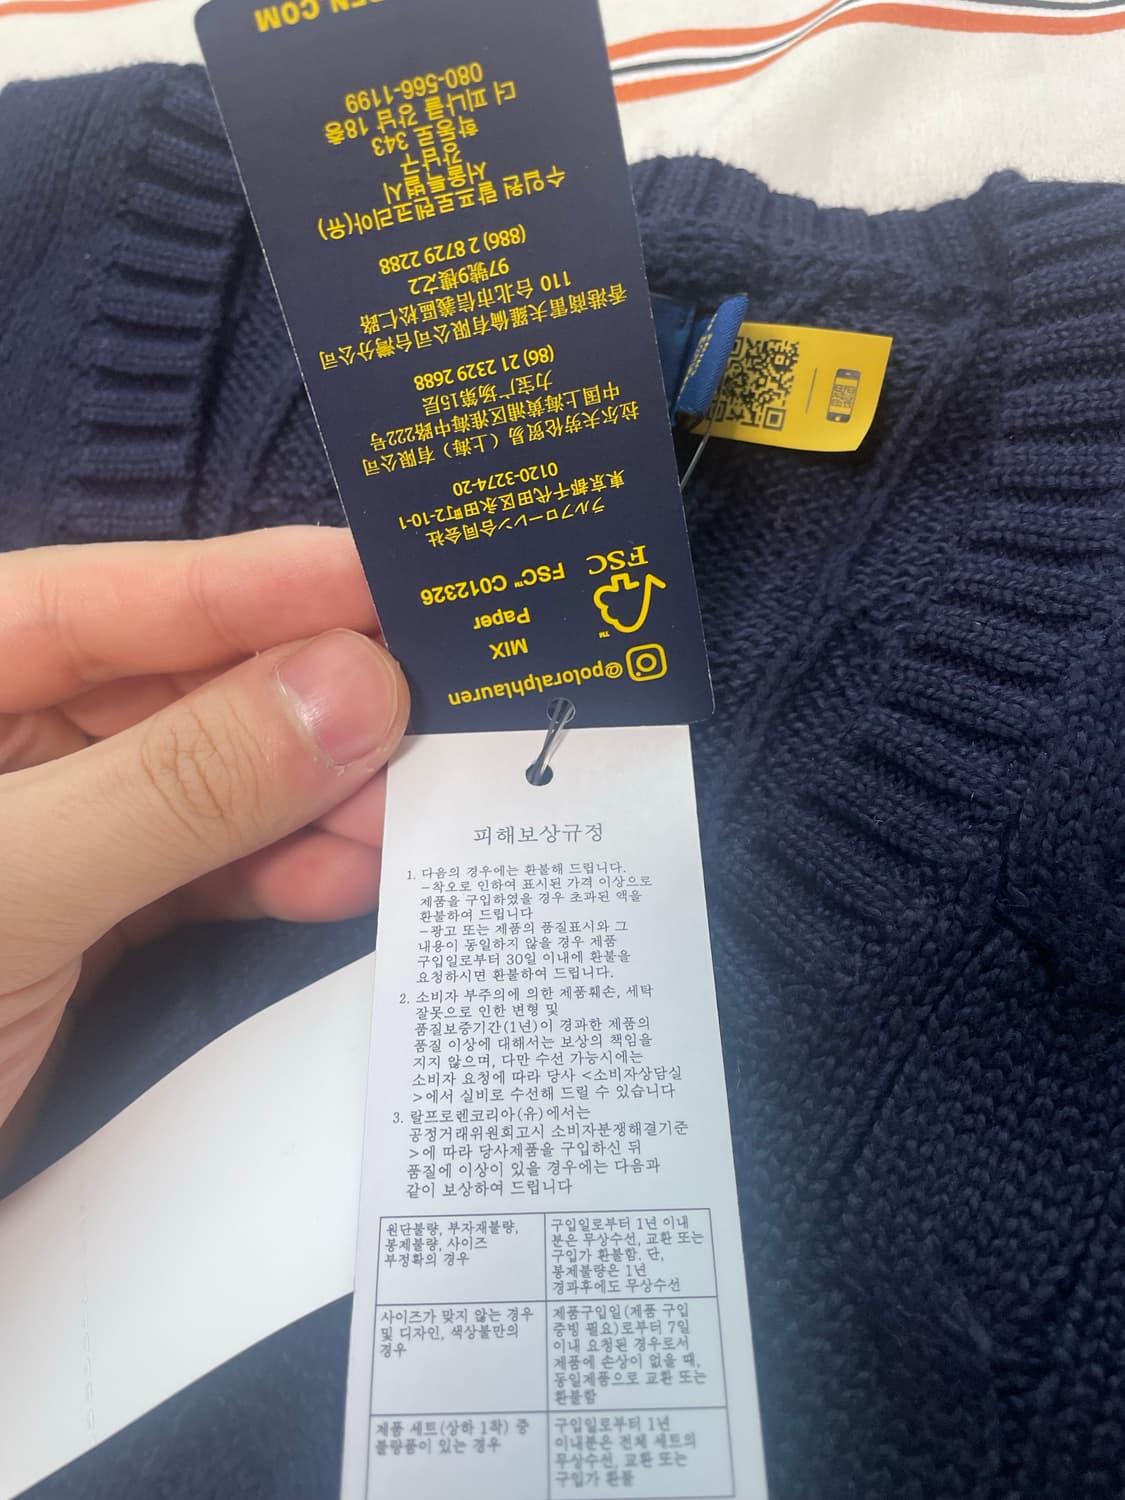 @poloralphlauren
MIX
Paper
FSC™ C012326
FSC
™
ラルフローレン合同会社
東京都千代田区永田町2-10-1
0120-3274-20
拉尔夫劳伦贸易（上海）有限公司
中国上海黄浦区淮海中路222号
力宝广场第15层
(86) 21 2329 2688
香港商雷夫羅倫有限公司台灣分公司
110 台北市信義區松仁路
97號9樓之2
(886) 2 8729 2288
수입원 랄프로렌코리아(유)
서울특별시
강남구
학동로 343
더 피나클 강남 18층
080-566-1199
EN.COM
피해보상규정
1. 다음의 경우에는 환불해 드립니다.
-착오로 인하여 표시된 가격 이상으로
제품을 구입하였을 경우 초과된 액을
환불하여 드립니다
-광고 또는 제품의 품질표시와 그
내용이 동일하지 않을 경우 제품
구입일로부터 30일 이내에 환불을
요청하시면 환불하여 드립니다.
2. 소비자 부주의에 의한 제품훼손, 세탁
잘못으로 인한 변형 및
품질보증기간(1년)이 경과한 제품의
품질 이상에 대해서는 보상의 책임을
지지 않으며, 다만 수선 가능시에는
소비자 요청에 따라 당사 <소비자상담실
>에서 실비로 수선해 드릴 수 있습니다
3. 랄프로렌코리아(유)에서는
공정거래위원회고시 소비자분쟁해결기준
>에 따라 당사제품을 구입하신 뒤
품질에 이상이 있을 경우에는 다음과
같이 보상하여 드립니다
원단불량, 부자재불량,
봉제불량, 사이즈
부정확의 경우
구입일로부터 1년 이내
분은 무상수선, 교환 또는
구입가 환불함. 단,
봉제불량은 1년
경과후에도 무상수선
사이즈가 맞지 않는 경우
및 디자인, 색상불만의
경우
제품구입일(제품 구입
증빙 필요)로부터 7일
이내 요청된 경우로서
제품에 손상이 없을 때,
동일제품으로 교환 또는
환불함
제품 세트(상하 1착) 중
불량품이 있는 경우
구입일로부터 1년
이내분은 전체 세트의
무상수선, 교환 또는
구입가 환불